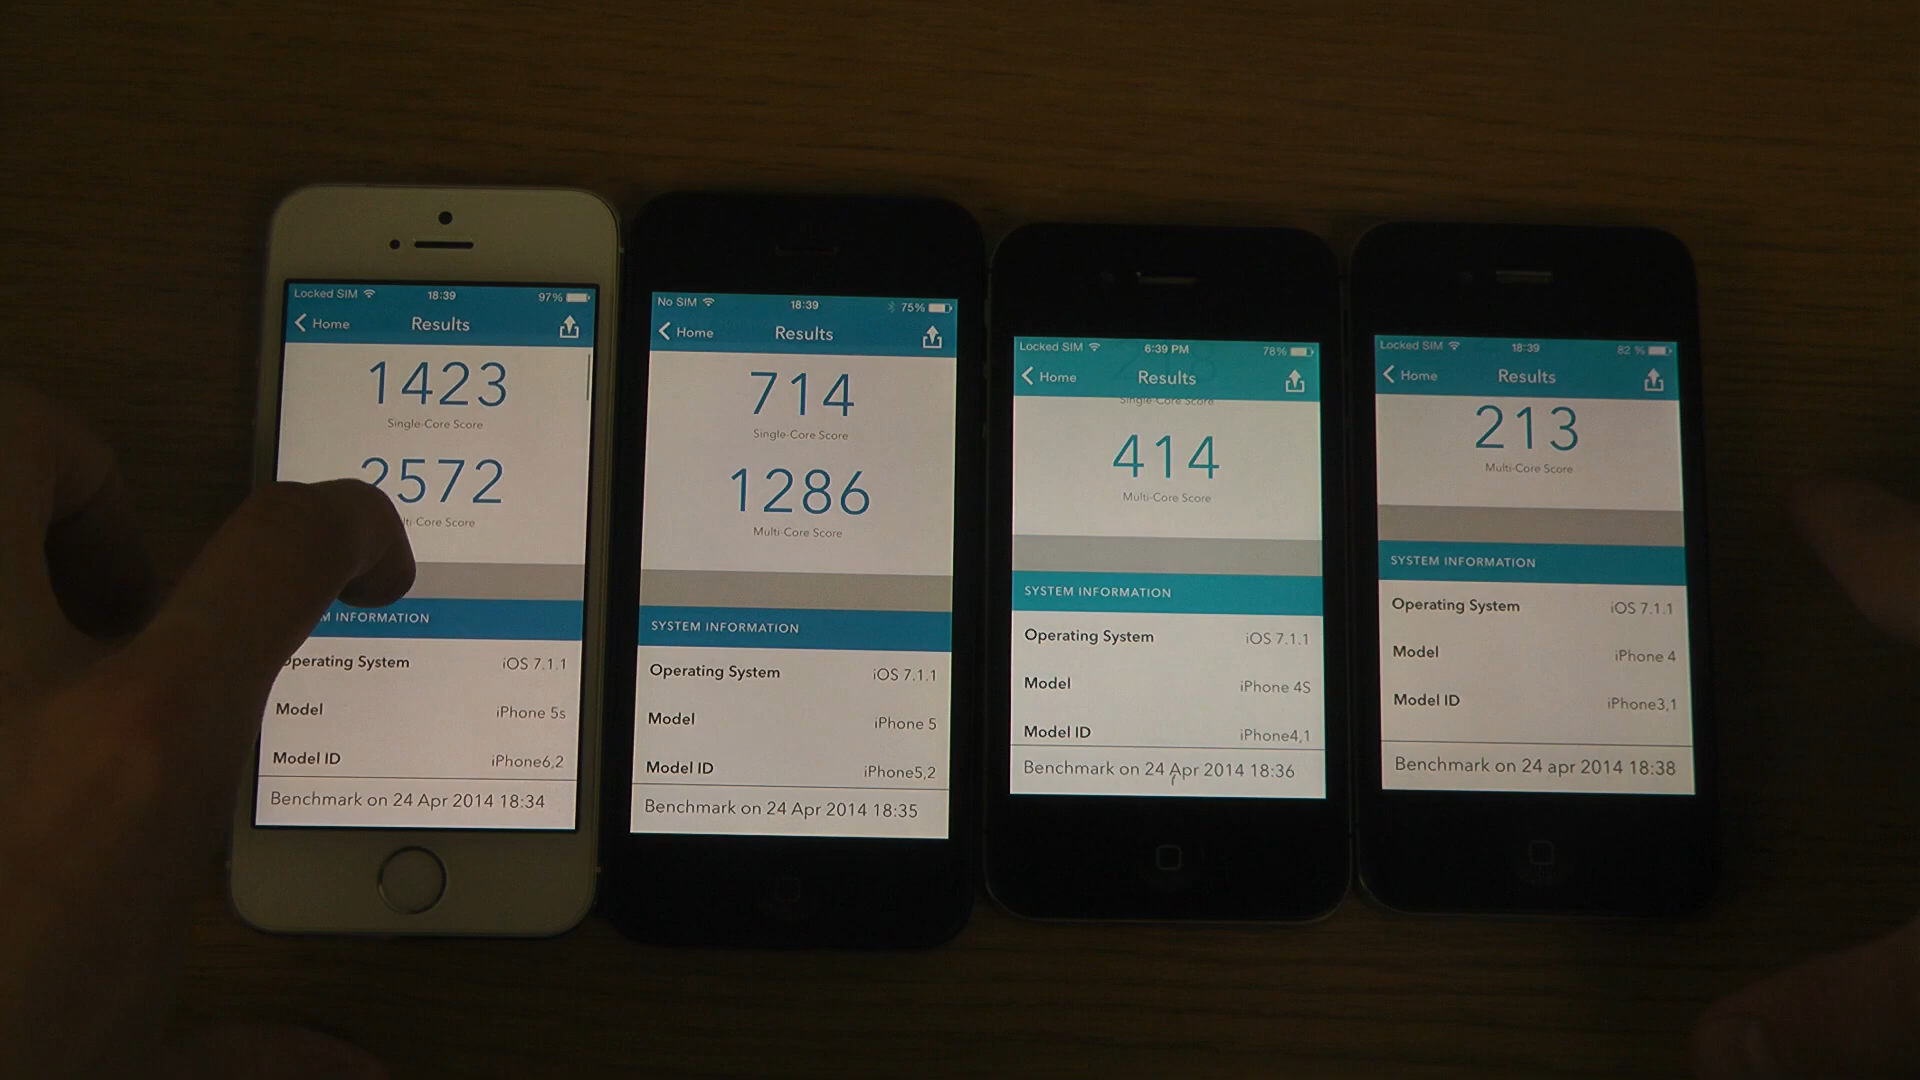 Locked SIM 18:39 97%
Home Results
1423
Single-Core Score
2572
ti-Core Score
M INFORMATION
Operating System iOS 7.1.1
Model iPhone 5s
Model ID iPhone6,2
Benchmark on 24 Apr 2014 18:34
No SIM 18:39 75%
Home Results
714
Single-Core Score
1286
Multi-Core Score
SYSTEM INFORMATION
Operating System iOS 7.1.1
Model iPhone 5
Model ID iPhone5,2
Benchmark on 24 Apr 2014 18:35
Locked SIM 6:39 PM 78%
Home Results
Single-Core Score
414
Multi-Core Score
SYSTEM INFORMATION
Operating System iOS 7.1.1
Model iPhone 4S
Model ID iPhone4,1
Benchmark on 24 Apr 2014 18:36
Locked SIM 18:39 82 %
Home Results
213
Multi-Core Score
SYSTEM INFORMATION
Operating System iOS 7.1.1
Model iPhone 4
Model ID iPhone3,1
Benchmark on 24 apr 2014 18:38